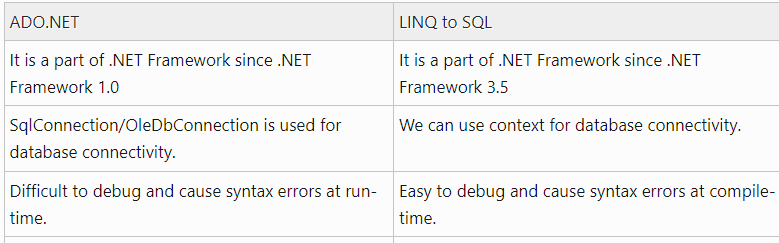 ADO.NET
LINQ to SQL
It is a part of .NET Framework since .NET
Framework 1.0
It is a part of .NET Framework since .NET
Framework 3.5
SqlConnection/OleDbConnection is used for
database connectivity.
We can use context for database connectivity.
Difficult to debug and cause syntax errors at run-
time.
Easy to debug and cause syntax errors at compile-
time.